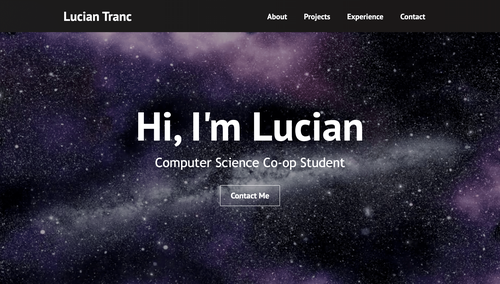 Lucian Tranc
About Projects Experience Contact
Hi, I'm Lucian
Computer Science Co-op Student
Contact Me